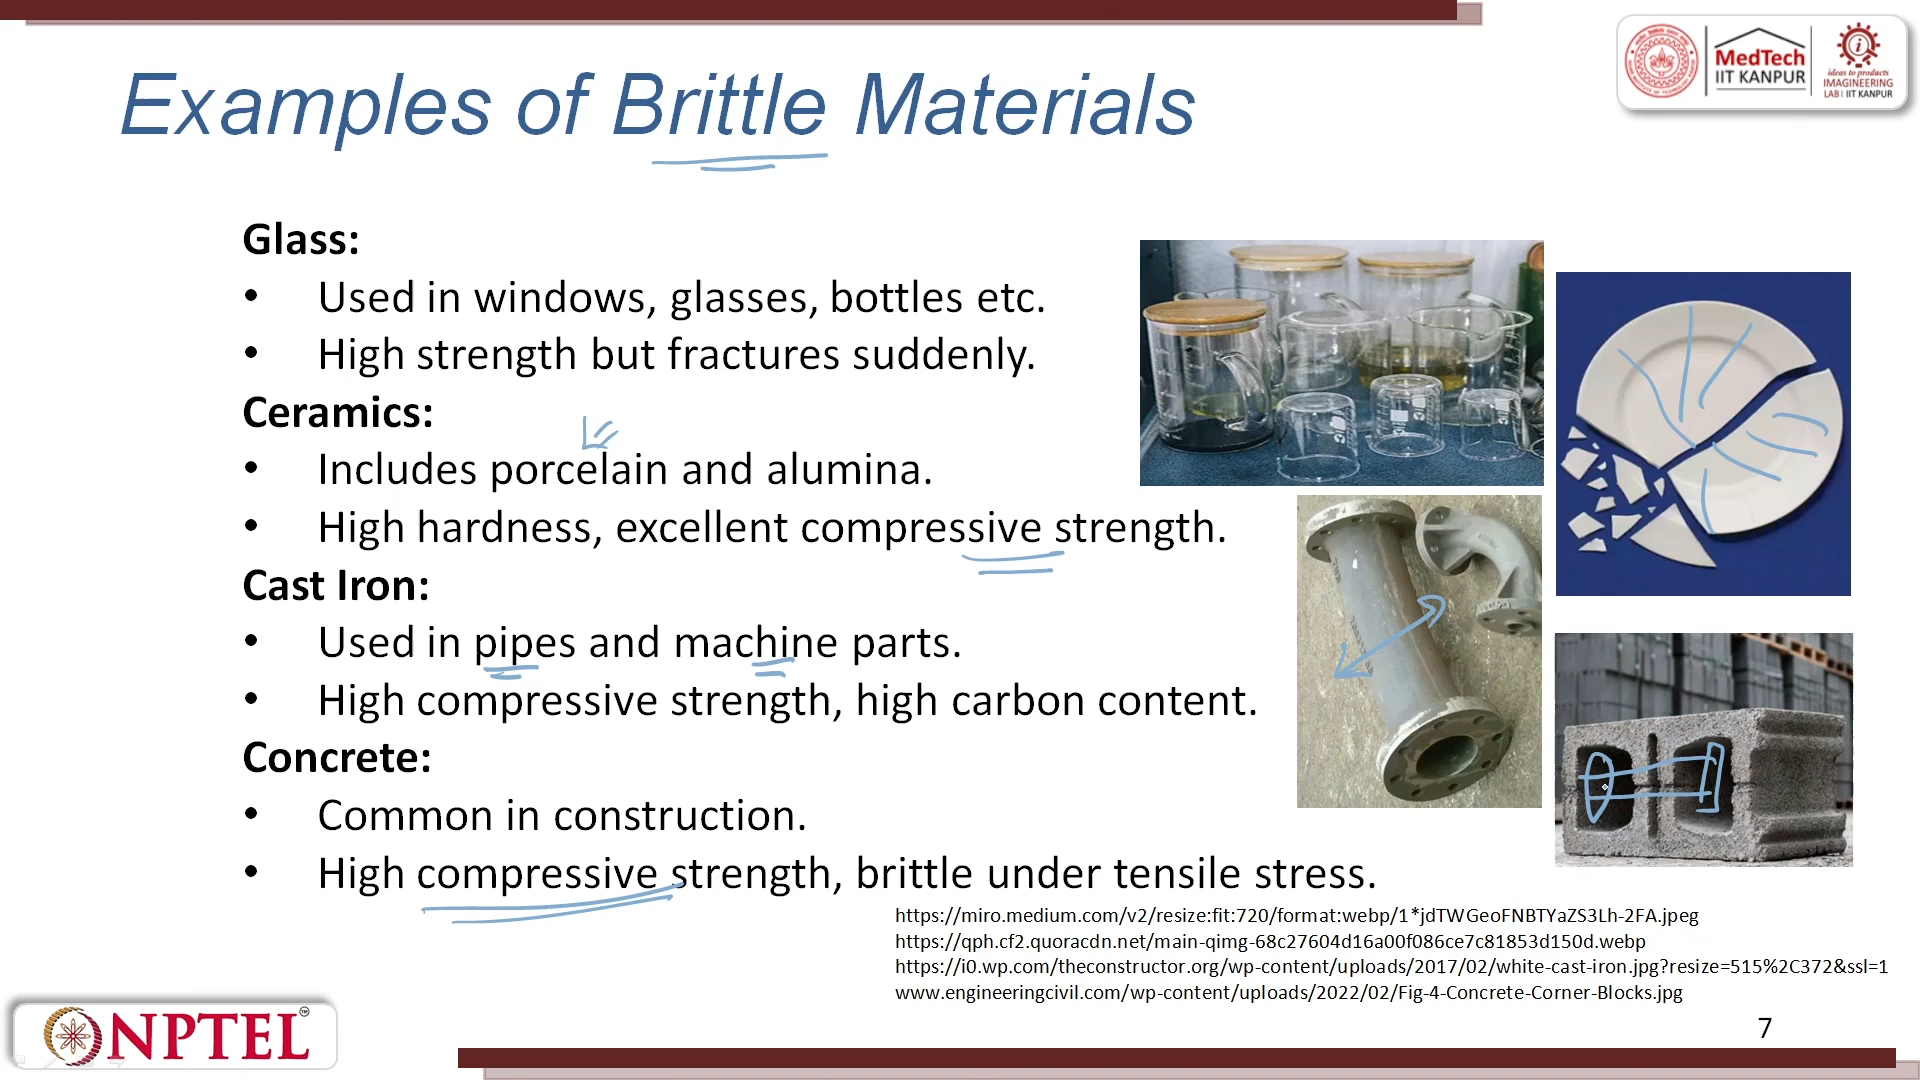 MedTech
IIT KANPUR
ideas to products
IMAGINEERING
LAB | IIT KANPUR
Examples of Brittle Materials
Glass:
• Used in windows, glasses, bottles etc.
• High strength but fractures suddenly.
Ceramics:
• Includes porcelain and alumina.
• High hardness, excellent compressive strength.
Cast Iron:
• Used in pipes and machine parts.
• High compressive strength, high carbon content.
Concrete:
• Common in construction.
• High compressive strength, brittle under tensile stress.
https://miro.medium.com/v2/resize:fit:720/format:webp/1*jdTWGeoFNBTYaZS3Lh-2FA.jpeg
https://qph.cf2.quoracdn.net/main-qimg-68c27604d16a00f086ce7c81853d150d.webp
https://i0.wp.com/theconstructor.org/wp-content/uploads/2017/02/white-cast-iron.jpg?resize=515%2C372&ssl=1
www.engineeringcivil.com/wp-content/uploads/2022/02/Fig-4-Concrete-Corner-Blocks.jpg
NPTEL™
7